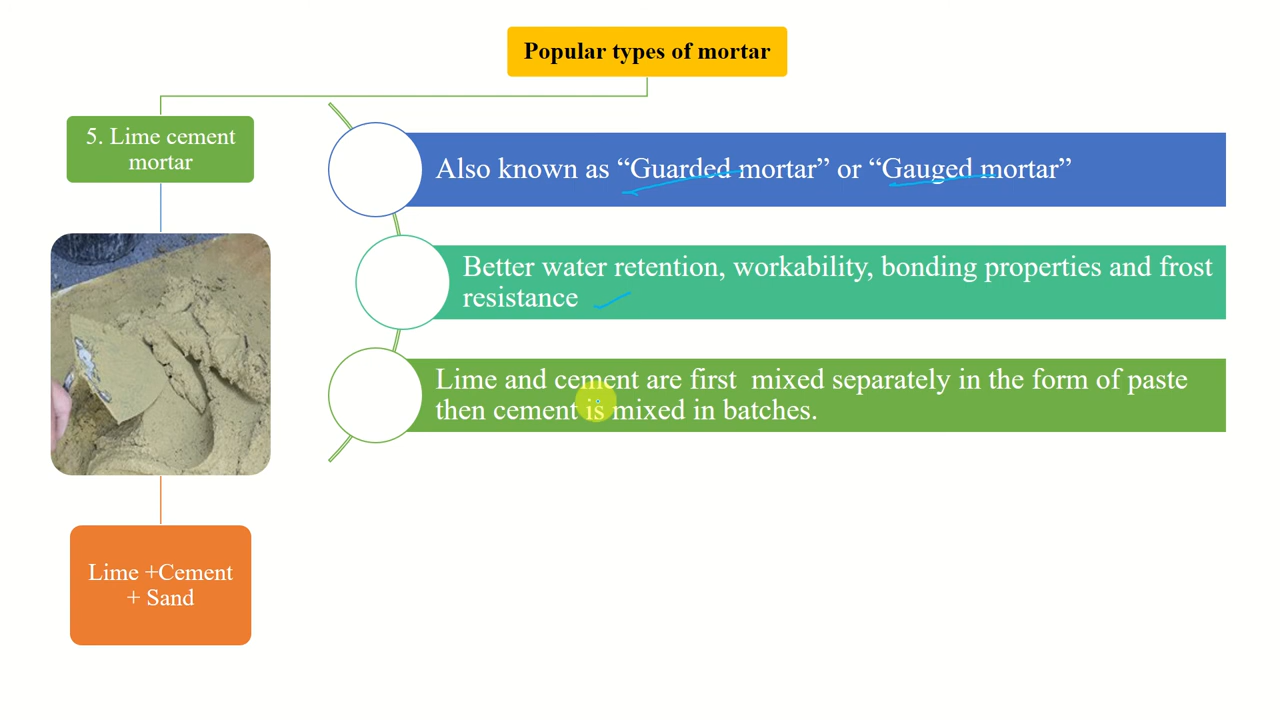 Popular types of mortar
5. Lime cement
mortar
Also known as “Guarded mortar” or “Gauged mortar”
Better water retention, workability, bonding properties and frost
resistance
Lime and cement are first mixed separately in the form of paste
then cement is mixed in batches.
Lime +Cement
+ Sand